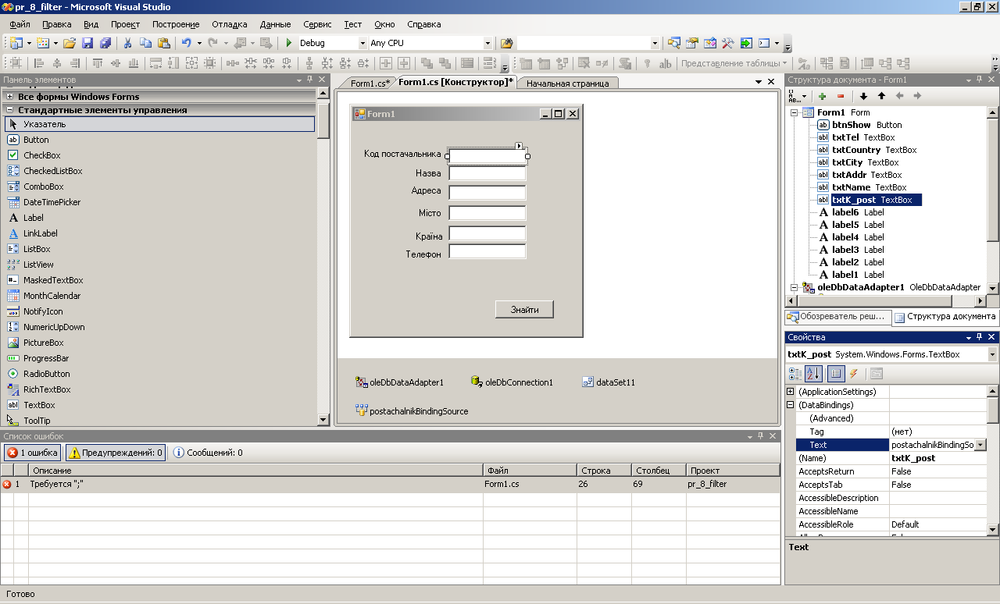 pr_8_filter - Microsoft Visual Studio
Файл Правка Вид Проект Построение Отладка Данные Сервис Тест Окно Справка
Debug Any CPU
Представление таблицы
Панель элементов
Все формы Windows Forms
Стандартные элементы управления
Указатель
Button
CheckBox
CheckedListBox
ComboBox
DateTimePicker
Label
LinkLabel
ListBox
ListView
MaskedTextBox
MonthCalendar
NotifyIcon
NumericUpDown
PictureBox
ProgressBar
RadioButton
RichTextBox
TextBox
ToolTip
Form1.cs* Form1.cs [Конструктор]* Начальная страница
Form1
Код постачальника
Назва
Адреса
Місто
Країна
Телефон
Знайти
oleDbDataAdapter1 oleDbConnection1 dataSet11
postachalnikBindingSource
Структура документа - Form1
Form1 Form
btnShow Button
txtTel TextBox
txtCountry TextBox
txtCity TextBox
txtAddr TextBox
txtName TextBox
txtK_post TextBox
label6 Label
label5 Label
label4 Label
label3 Label
label2 Label
label1 Label
oleDbDataAdapter1 OleDbDataAdapter
Обозреватель реш... Структура документа
Свойства
txtK_post System.Windows.Forms.TextBox
(ApplicationSettings)
(DataBindings)
(Advanced)
Tag (нет)
Text postachalnikBindingSo
(Name) txtK_post
AcceptsReturn False
AcceptsTab False
AccessibleDescription
AccessibleName
AccessibleRole Default
Text
Список ошибок
1 ошибка Предупреждений: 0 Сообщений: 0
Описание Файл Строка Столбец Проект
1 Требуется ";" Form1.cs 26 69 pr_8_filter
Готово